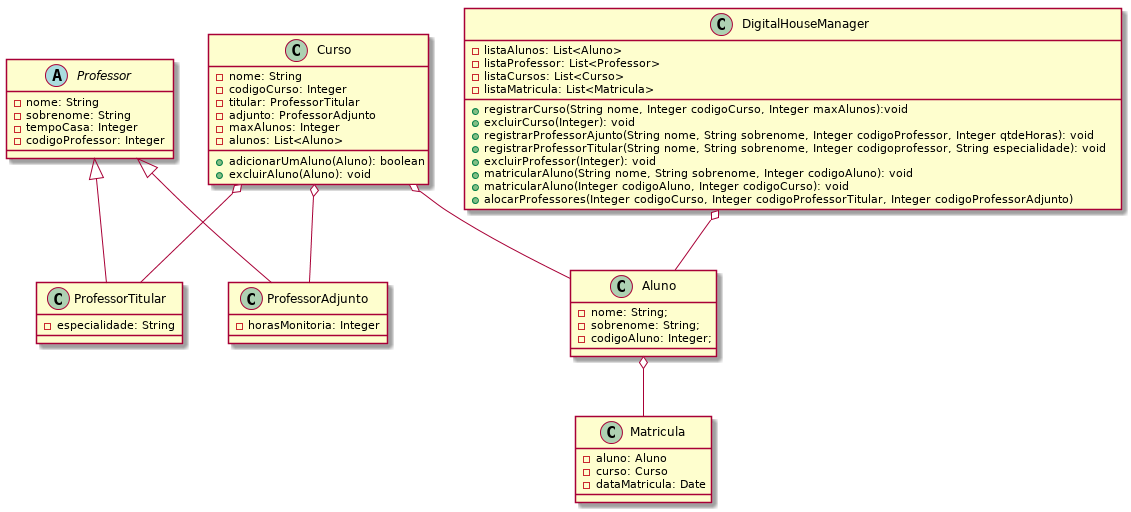 A Professor
nome: String
sobrenome: String
tempoCasa: Integer
codigoProfessor: Integer
C Curso
nome: String
codigoCurso: Integer
titular: ProfessorTitular
adjunto: ProfessorAdjunto
maxAlunos: Integer
alunos: List<Aluno>
adicionarUmAluno(Aluno): boolean
excluirAluno(Aluno): void
C DigitalHouseManager
listaAlunos: List<Aluno>
listaProfessor: List<Professor>
listaCursos: List<Curso>
listaMatricula: List<Matricula>
registrarCurso(String nome, Integer codigoCurso, Integer maxAlunos):void
excluirCurso(Integer): void
registrarProfessorAjunto(String nome, String sobrenome, Integer codigoProfessor, Integer qtdeHoras): void
registrarProfessorTitular(String nome, String sobrenome, Integer codigoprofessor, String especialidade): void
excluirProfessor(Integer): void
matricularAluno(String nome, String sobrenome, Integer codigoAluno): void
matricularAluno(Integer codigoAluno, Integer codigoCurso): void
alocarProfessores(Integer codigoCurso, Integer codigoProfessorTitular, Integer codigoProfessorAdjunto)
C ProfessorTitular
especialidade: String
C ProfessorAdjunto
horasMonitoria: Integer
C Aluno
nome: String;
sobrenome: String;
codigoAluno: Integer;
C Matricula
aluno: Aluno
curso: Curso
dataMatricula: Date